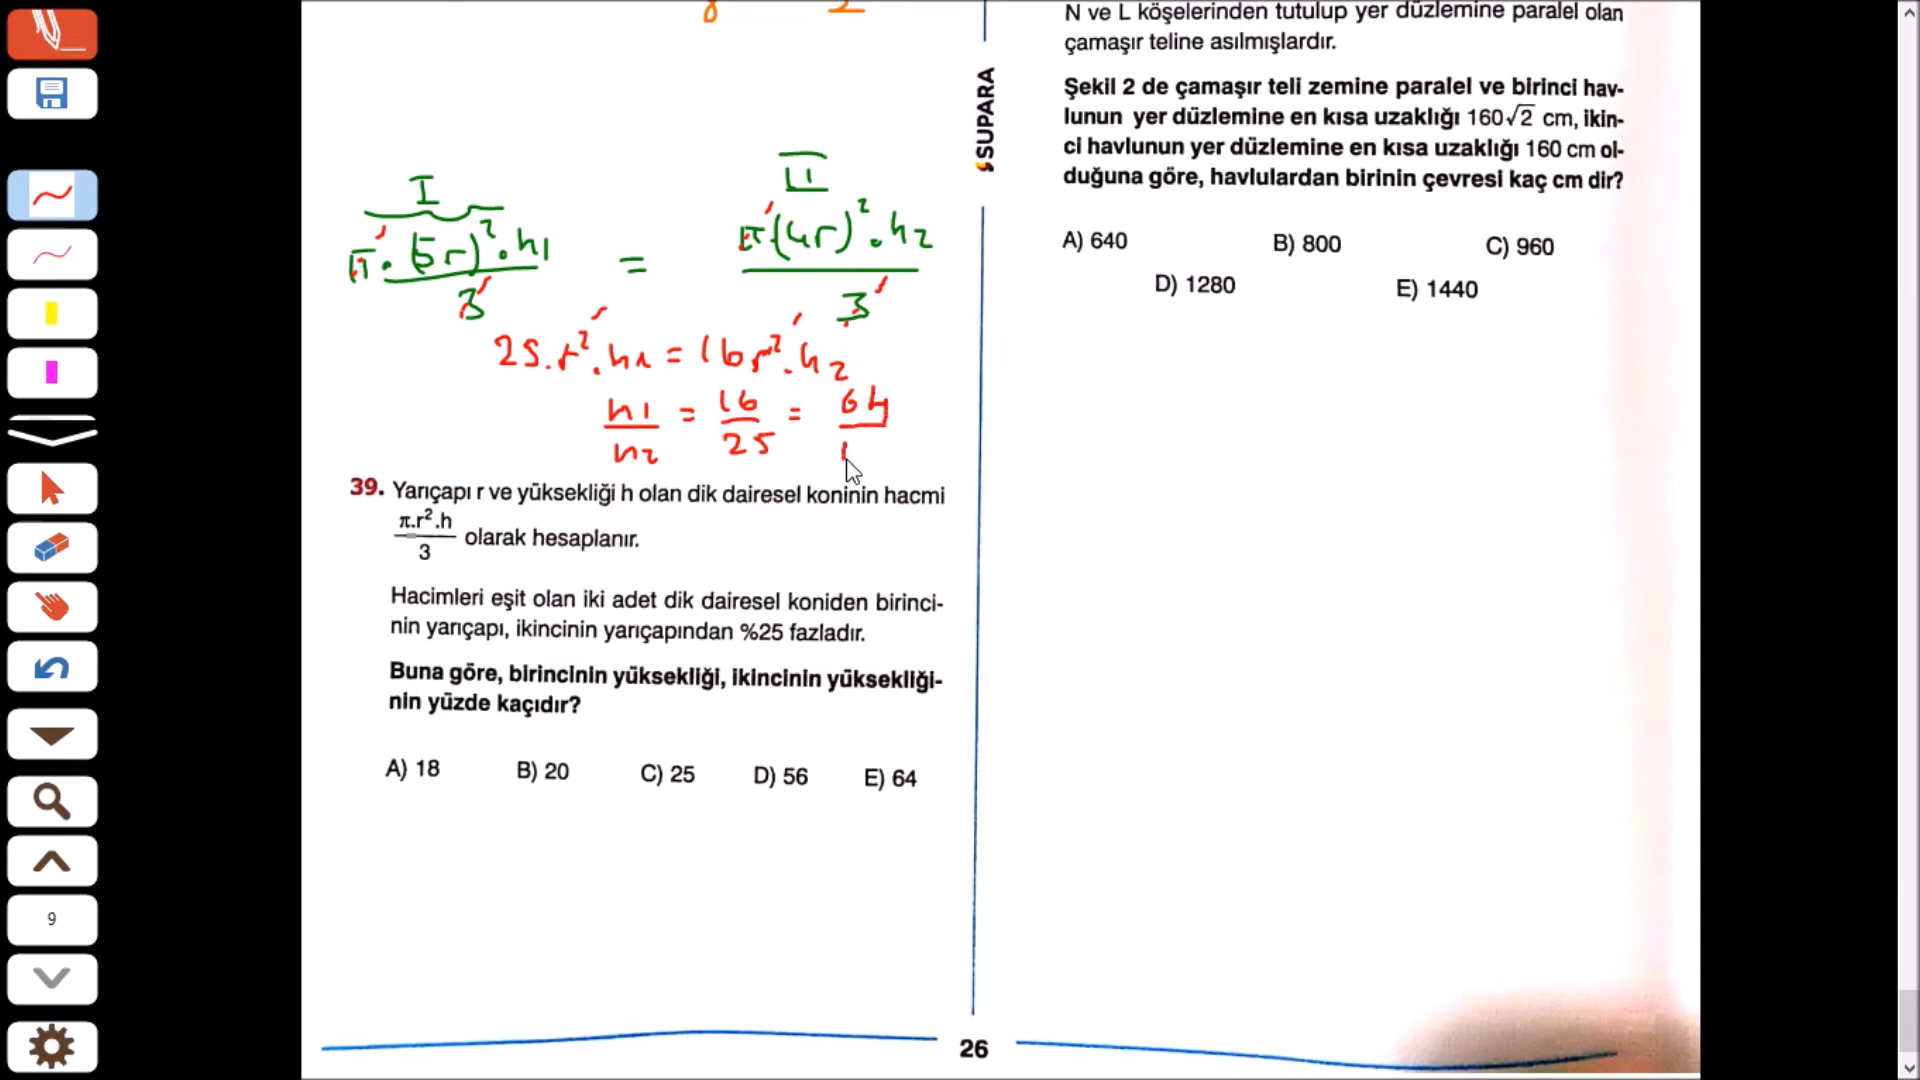 I
II
π.(5r)².h1 / 3 = π(4r)².h2 / 3
25.r².h1 = 16r².h2
h1/h2 = 16/25 = 64/1
39. Yarıçapı r ve yüksekliği h olan dik dairesel koninin hacmi
π.r².h / 3 olarak hesaplanır.
Hacimleri eşit olan iki adet dik dairesel koniden birinci-
nin yarıçapı, ikincinin yarıçapından %25 fazladır.
Buna göre, birincinin yüksekliği, ikincinin yüksekliği-
nin yüzde kaçıdır?
A) 18 B) 20 C) 25 D) 56 E) 64
SUPARA
N ve L köşelerinden tutulup yer düzlemine paralel olan
çamaşır teline asılmışlardır.
Şekil 2 de çamaşır teli zemine paralel ve birinci hav-
lunun yer düzlemine en kısa uzaklığı 160√2 cm, ikin-
ci havlunun yer düzlemine en kısa uzaklığı 160 cm ol-
duğuna göre, havlulardan birinin çevresi kaç cm dir?
A) 640 B) 800 C) 960
D) 1280 E) 1440
26
9